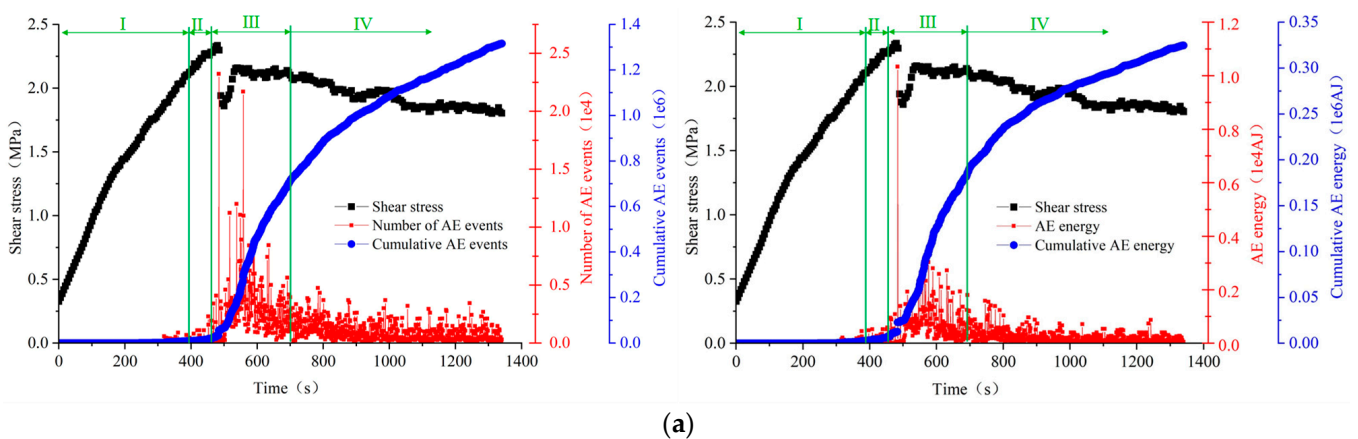 I II III IV
2.5
2.0
1.5
1.0
0.5
0.0
Shear stress（MPa）
0 200 400 600 800 1000 1200 1400
Time（s）
2.5
2.0
1.5
1.0
0.5
0.0
Number of AE events（1e4）
1.4
1.2
1.0
0.8
0.6
0.4
0.2
0.0
Cumulative AE events（1e6）
Shear stress
Number of AE events
Cumulative AE events
I II III IV
2.5
2.0
1.5
1.0
0.5
0.0
Shear stress（MPa）
0 200 400 600 800 1000 1200 1400
Time（s）
1.2
1.0
0.8
0.6
0.4
0.2
0.0
AE energy（1e4AJ）
0.35
0.30
0.25
0.20
0.15
0.10
0.05
0.00
Cumulative AE energy（1e6AJ）
Shear stress
AE energy
Cumulative AE energy
(a)